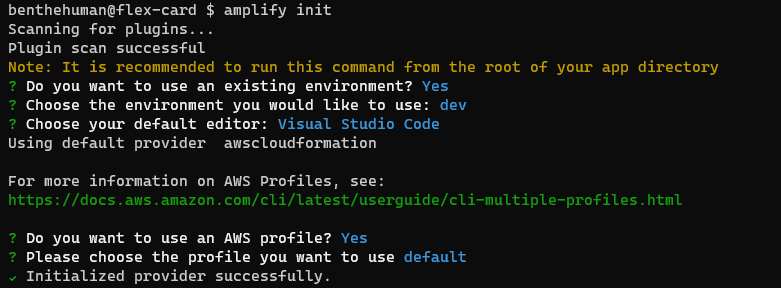 benthehuman@flex-card $ amplify init
Scanning for plugins...
Plugin scan successful
Note: It is recommended to run this command from the root of your app directory
? Do you want to use an existing environment? Yes
? Choose the environment you would like to use: dev
? Choose your default editor: Visual Studio Code
Using default provider  awscloudformation
For more information on AWS Profiles, see:
https://docs.aws.amazon.com/cli/latest/userguide/cli-multiple-profiles.html
? Do you want to use an AWS profile? Yes
? Please choose the profile you want to use default
✓ Initialized provider successfully.